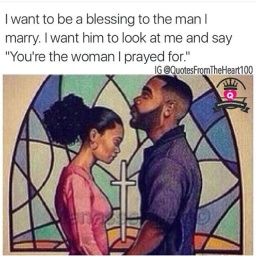 I want to be a blessing to the man I
marry. I want him to look at me and say
"You're the woman I prayed for."
IG @QuotesFromTheHeart100
Q